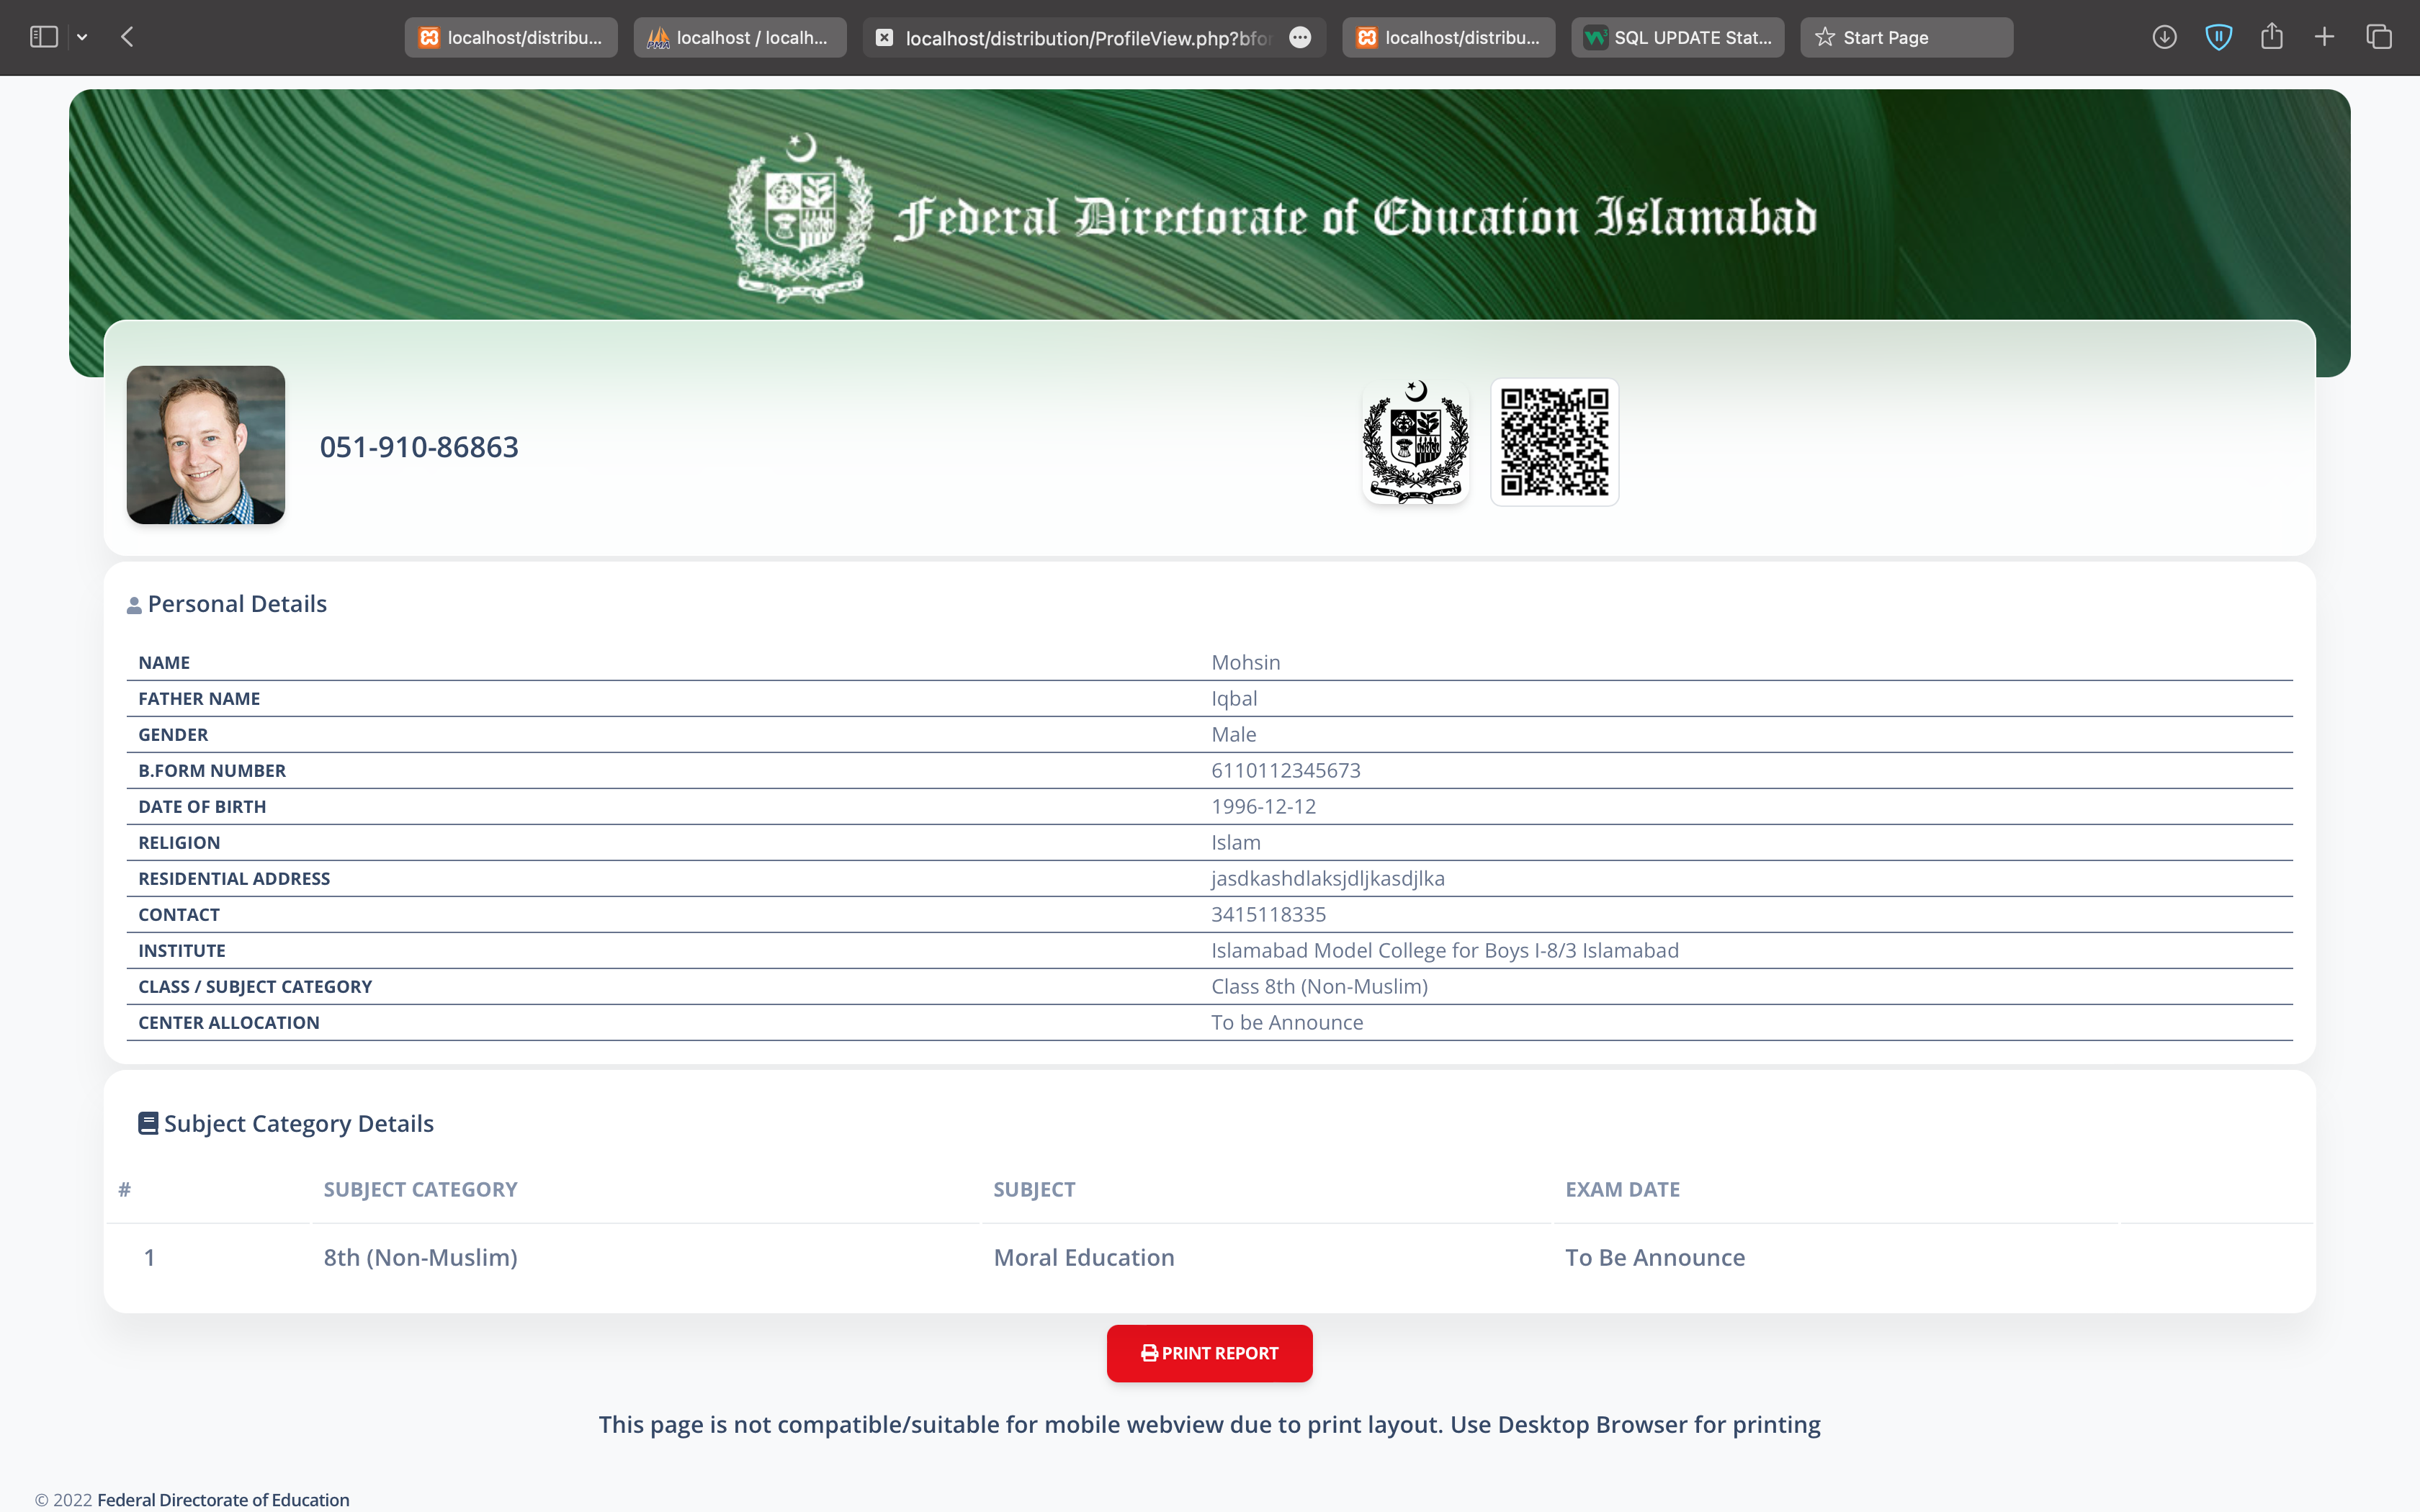 localhost/distribu...
localhost / localh...
localhost/distribution/ProfileView.php?bfor
localhost/distribu...
SQL UPDATE Stat...
Start Page
Federal Directorate of Education Islamabad
051-910-86863
Personal Details
NAME Mohsin
FATHER NAME Iqbal
GENDER Male
B.FORM NUMBER 6110112345673
DATE OF BIRTH 1996-12-12
RELIGION Islam
RESIDENTIAL ADDRESS jasdkashdlaksjdljkasdjlka
CONTACT 3415118335
INSTITUTE Islamabad Model College for Boys I-8/3 Islamabad
CLASS / SUBJECT CATEGORY Class 8th (Non-Muslim)
CENTER ALLOCATION To be Announce
Subject Category Details
# SUBJECT CATEGORY SUBJECT EXAM DATE
1 8th (Non-Muslim) Moral Education To Be Announce
PRINT REPORT
This page is not compatible/suitable for mobile webview due to print layout. Use Desktop Browser for printing
© 2022 Federal Directorate of Education